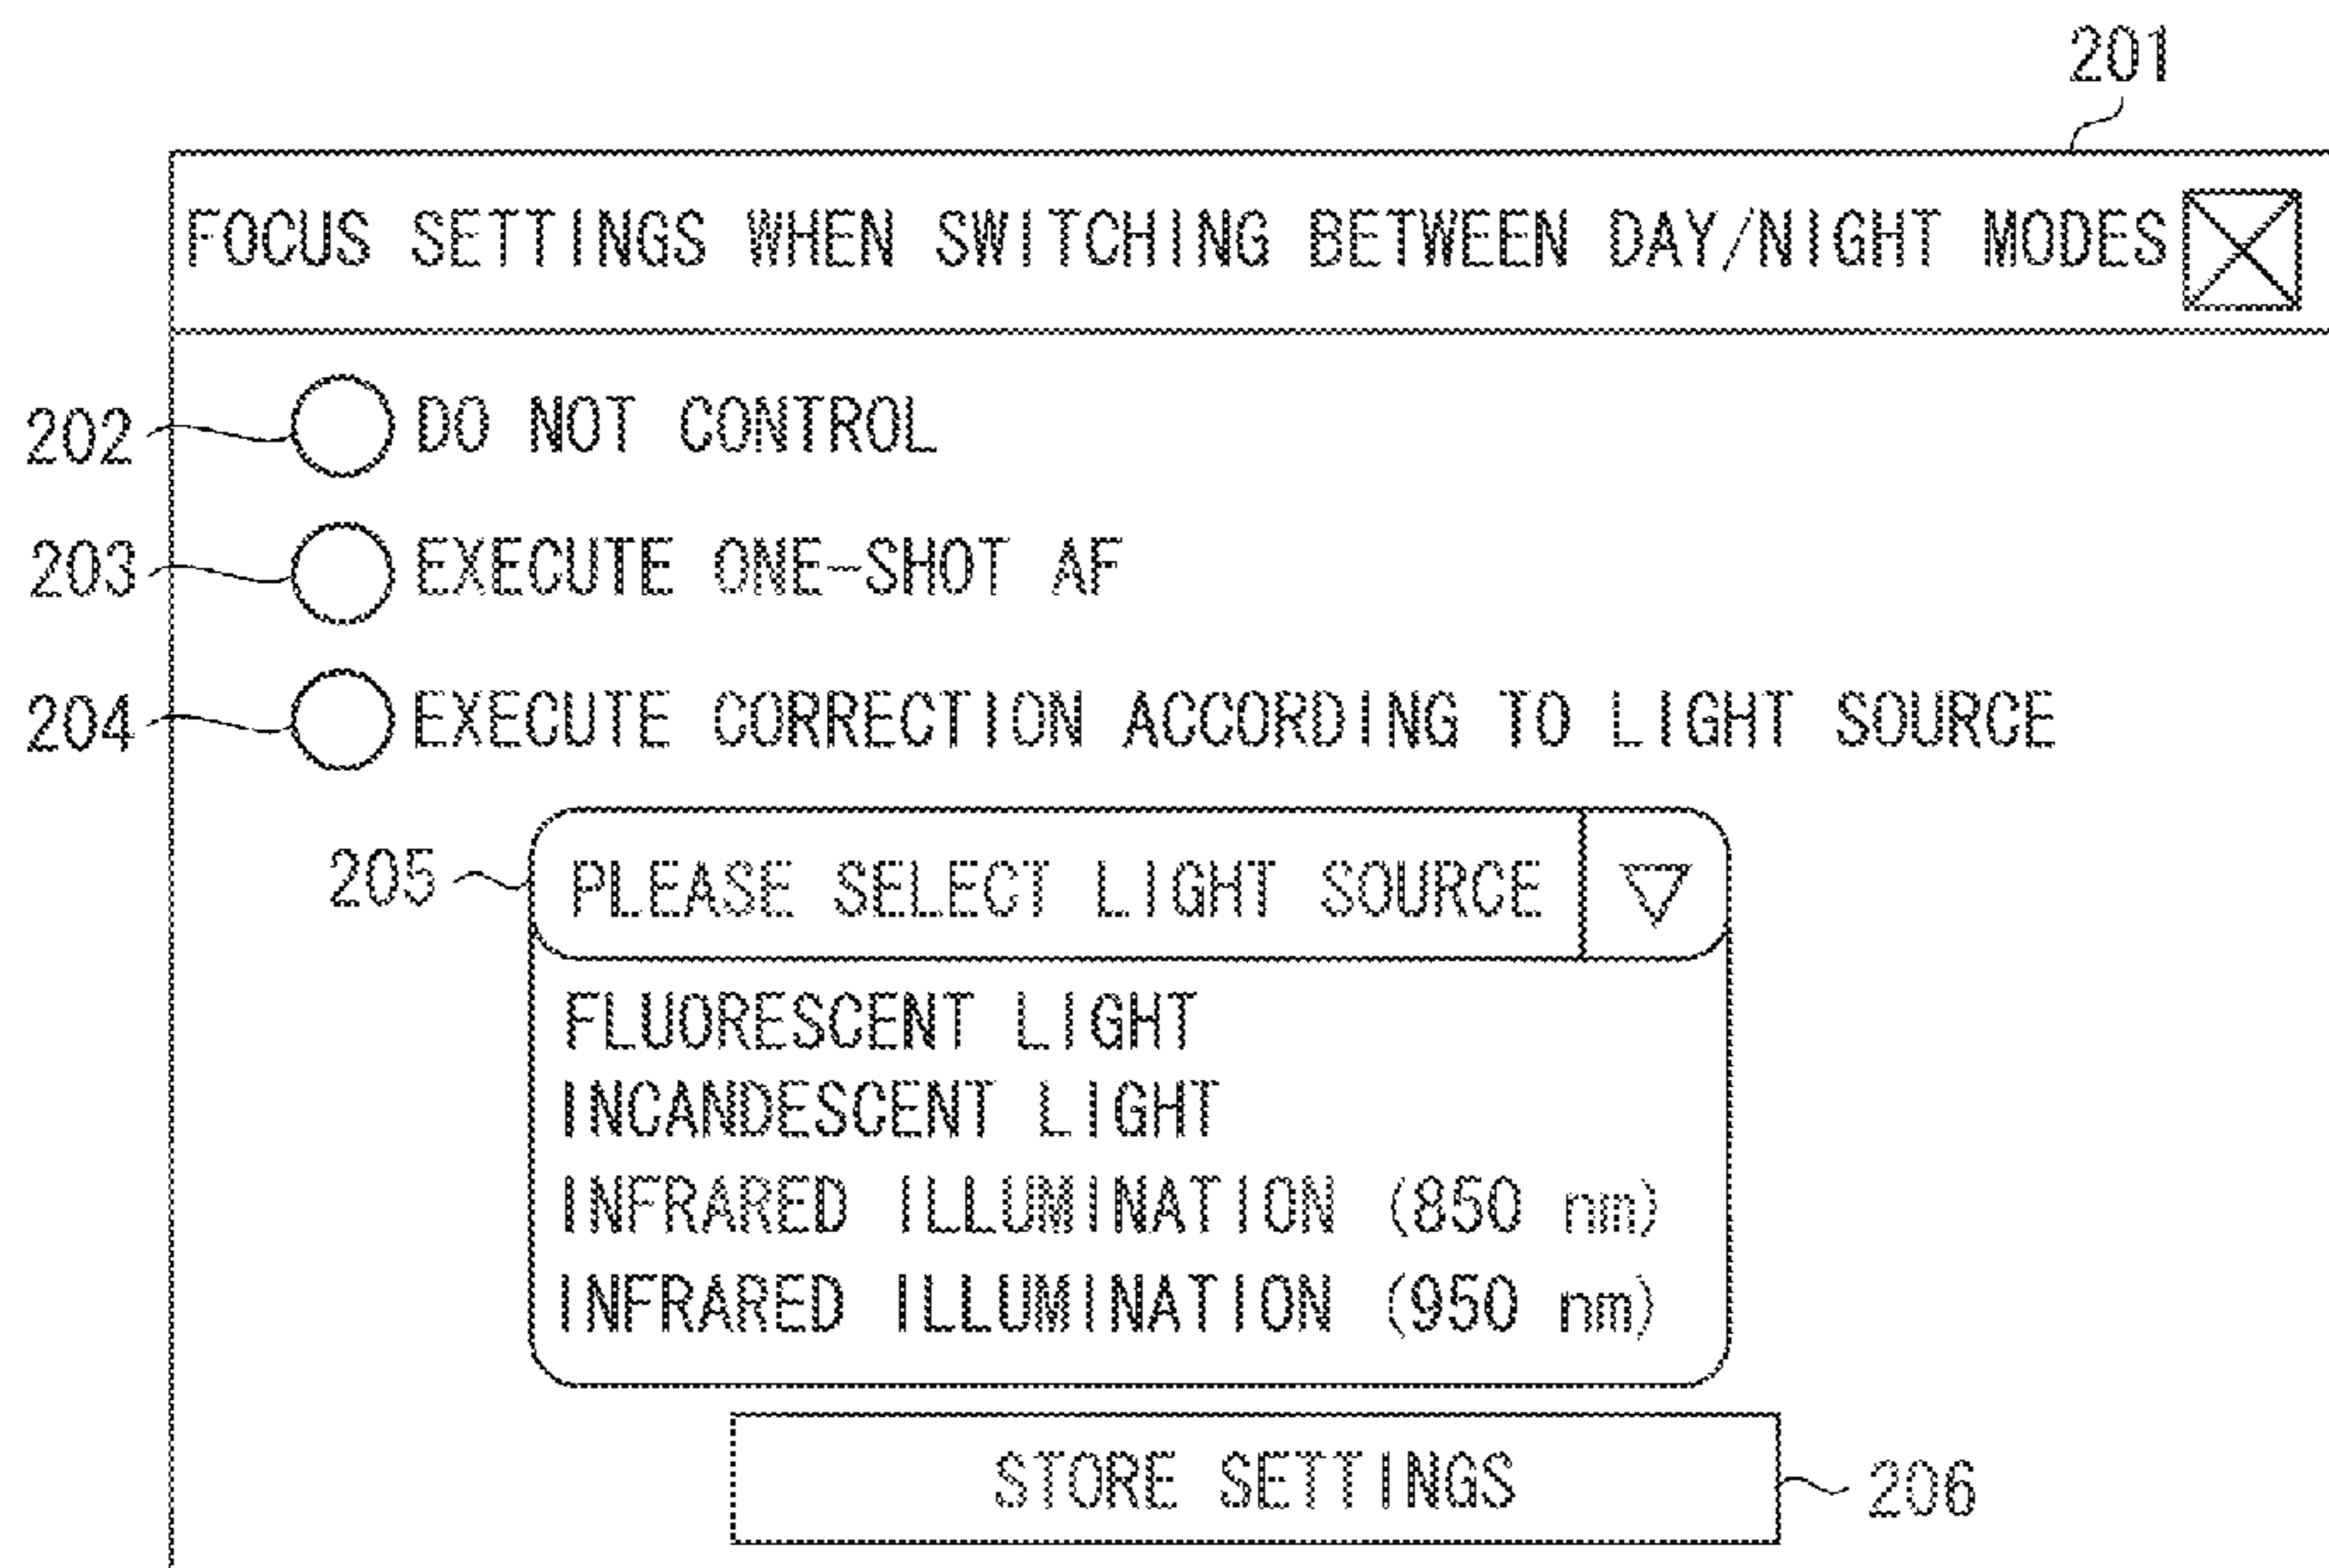 201
FOCUS SETTINGS WHEN SWITCHING BETWEEN DAY/NIGHT MODES
202 DO NOT CONTROL
203 EXECUTE ONE-SHOT AF
204 EXECUTE CORRECTION ACCORDING TO LIGHT SOURCE
205 PLEASE SELECT LIGHT SOURCE
FLUORESCENT LIGHT
INCANDESCENT LIGHT
INFRARED ILLUMINATION (850 nm)
INFRARED ILLUMINATION (950 nm)
STORE SETTINGS 206